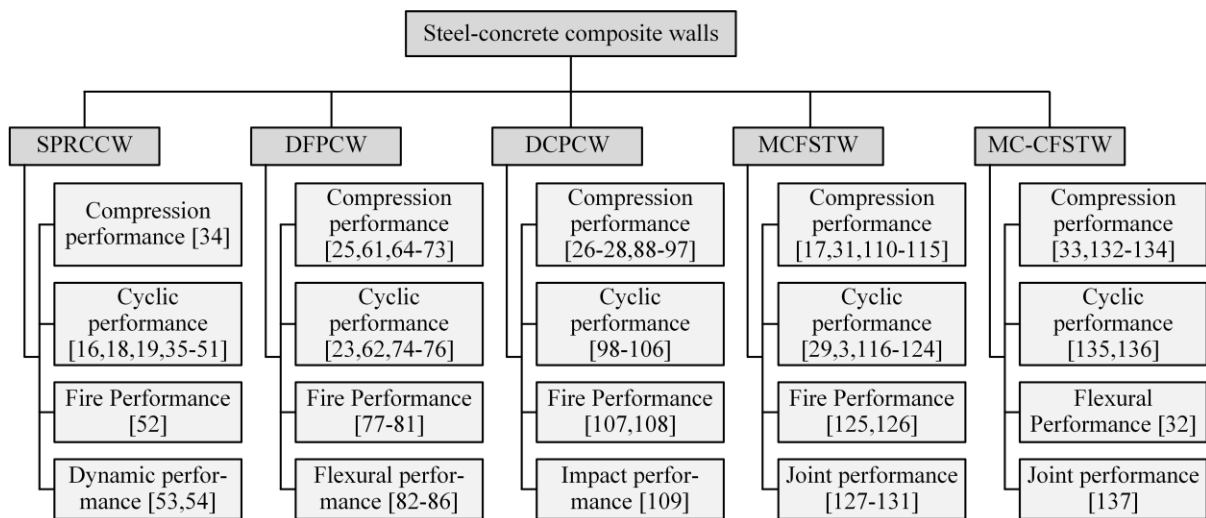 Steel-concrete composite walls
SPRCCW
DFPCW
DCPCW
MCFSTW
MC-CFSTW
Compression
performance [34]
Cyclic
performance
[16,18,19,35-51]
Fire Performance
[52]
Dynamic perfor-
mance [53,54]
Compression
performance
[25,61,64-73]
Cyclic
performance
[23,62,74-76]
Fire Performance
[77-81]
Flexural perfor-
mance [82-86]
Compression
performance
[26-28,88-97]
Cyclic
performance
[98-106]
Fire Performance
[107,108]
Impact perfor-
mance [109]
Compression
performance
[17,31,110-115]
Cyclic
performance
[29,3,116-124]
Fire Performance
[125,126]
Joint performance
[127-131]
Compression
performance
[33,132-134]
Cyclic
performance
[135,136]
Flexural
Performance [32]
Joint performance
[137]